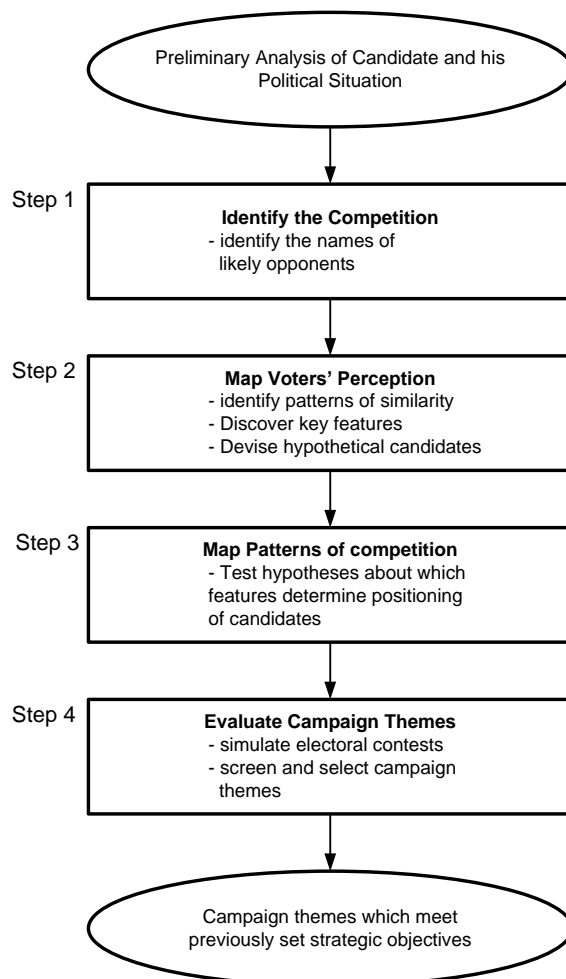 Preliminary Analysis of Candidate and his
Political Situation
Step 1
Identify the Competition
- identify the names of
likely opponents
Step 2
Map Voters’ Perception
- identify patterns of similarity
- Discover key features
- Devise hypothetical candidates
Step 3
Map Patterns of competition
- Test hypotheses about which
features determine positioning
of candidates
Step 4
Evaluate Campaign Themes
- simulate electoral contests
- screen and select campaign
themes
Campaign themes which meet
previously set strategic objectives